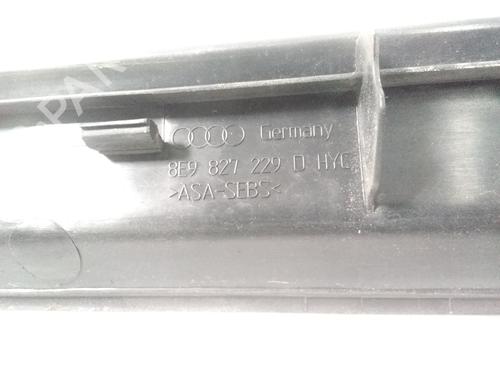 Germany
8E9 827 229 D HYC
>ASA-SEBS<